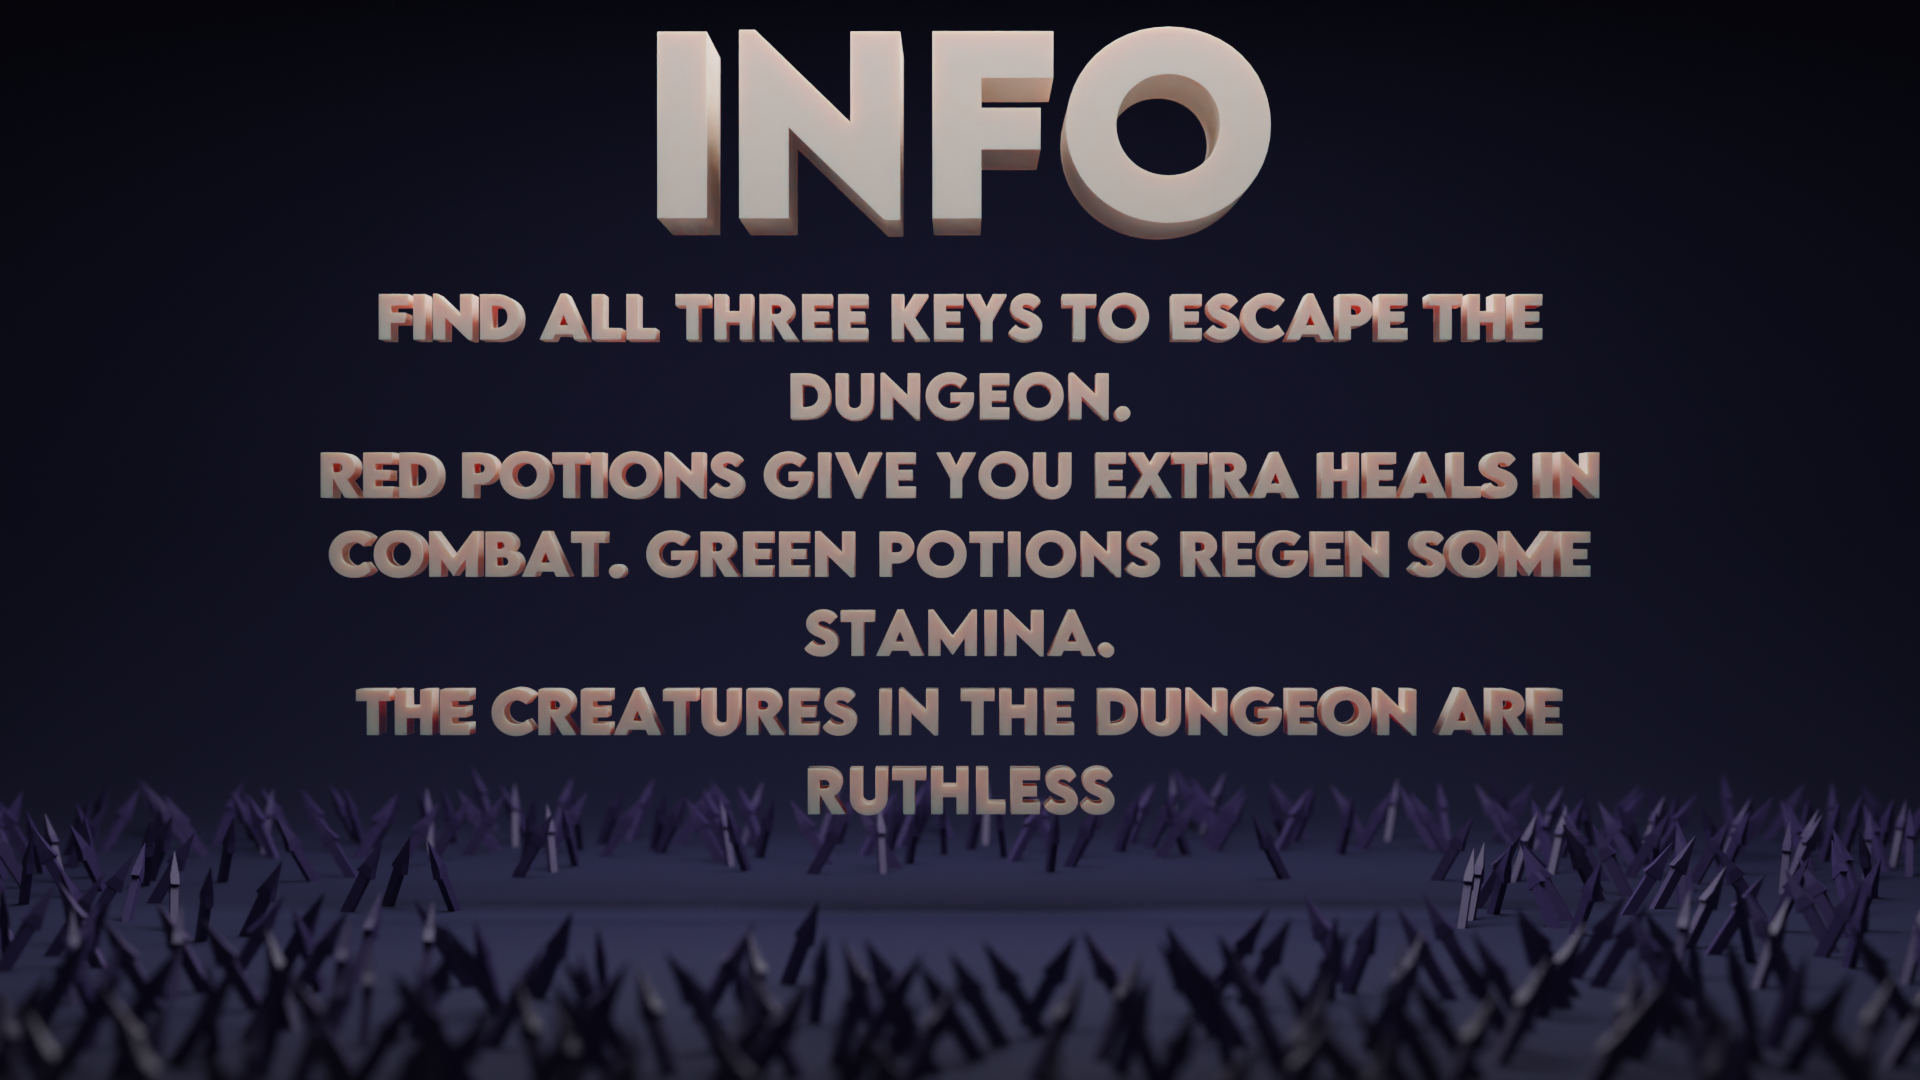 INFO
FIND ALL THREE KEYS TO ESCAPE THE
DUNGEON.
RED POTIONS GIVE YOU EXTRA HEALS IN
COMBAT. GREEN POTIONS REGEN SOME
STAMINA.
THE CREATURES IN THE DUNGEON ARE
RUTHLESS